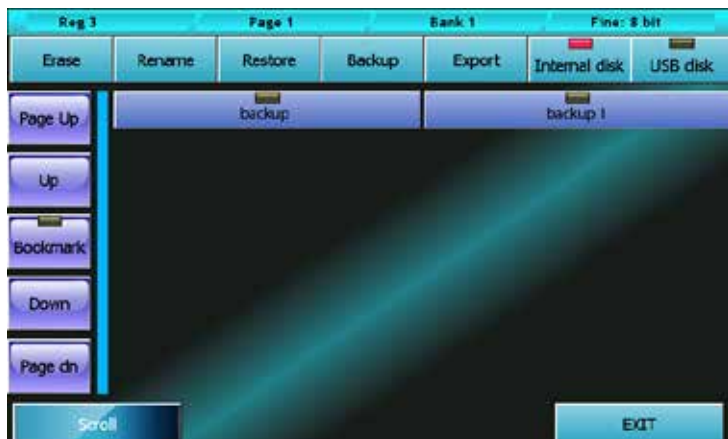 Reg 3 Page 1 Bank 1 Fine: 8 bit
Erase Rename Restore Backup Export Internal disk USB disk
Page Up backup backup 1
Up
Bookmark
Down
Page dn
Scroll EXIT